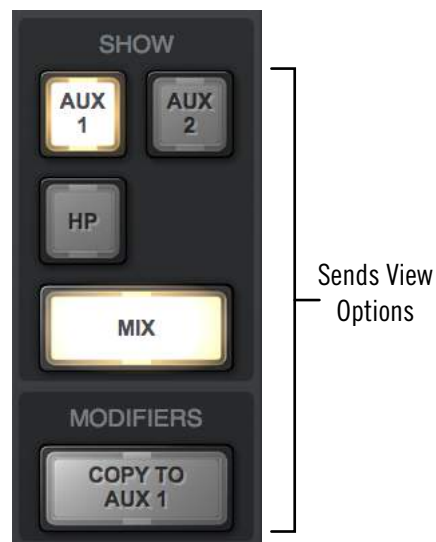 SHOW
AUX
1
AUX
2
HP
MIX
Sends View
Options
MODIFIERS
COPY TO
AUX 1